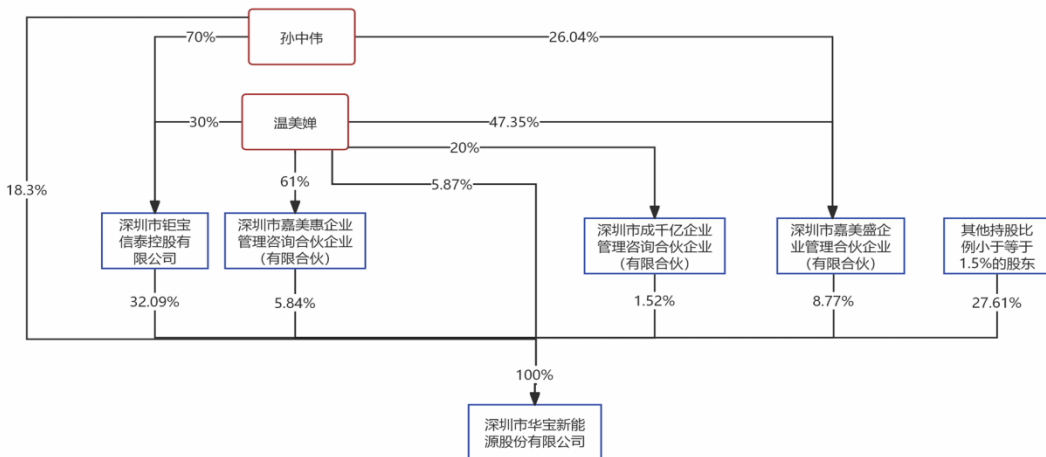 孙中伟
70%
26.04%
温美婵
30%
47.35%
20%
61%
5.87%
18.3%
深圳市钜宝
信泰控股有
限公司
深圳市嘉美惠企业
管理咨询合伙企业
（有限合伙）
深圳市成千亿企业
管理咨询合伙企业
（有限合伙）
深圳市嘉美盛企
业管理合伙企业
（有限合伙）
其他持股比
例小于等于
1.5%的股东
32.09%
5.84%
1.52%
8.77%
27.61%
100%
深圳市华宝新能
源股份有限公司